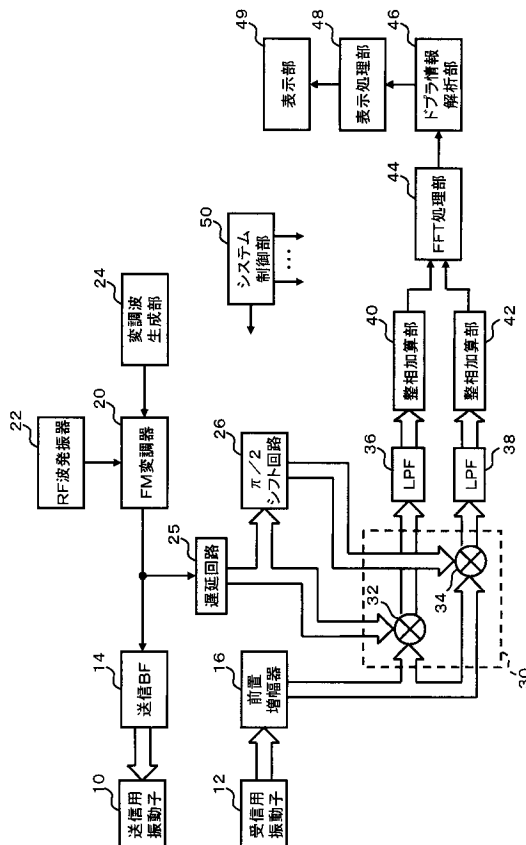 10
送信用
振動子
14
送信BF
20
FM変調器
22
RF波発振器
24
変調波
生成部
12
受信用
振動子
16
前置
増幅器
25
遅延回路
26
π/2
シフト回路
50
システム
制御部
…
30
32
34
36
LPF
38
LPF
40
整相加算部
42
整相加算部
44
FFT処理部
46
ドプラ情報
解析部
48
表示処理部
49
表示部